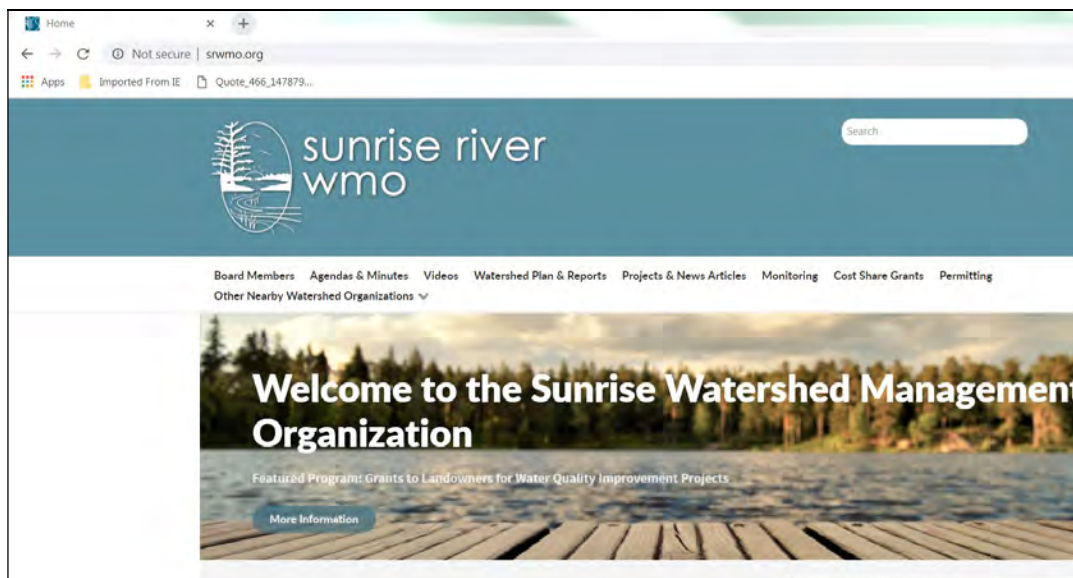 Home
Not secure | srwmo.org
Apps Imported From IE Quote_466_147879...
sunrise river
wmo
Search
Board Members Agendas & Minutes Videos Watershed Plan & Reports Projects & News Articles Monitoring Cost Share Grants Permitting
Other Nearby Watershed Organizations
Welcome to the Sunrise Watershed Management
Organization
Featured Program: Grants to Landowners for Water Quality Improvement Projects
More Information